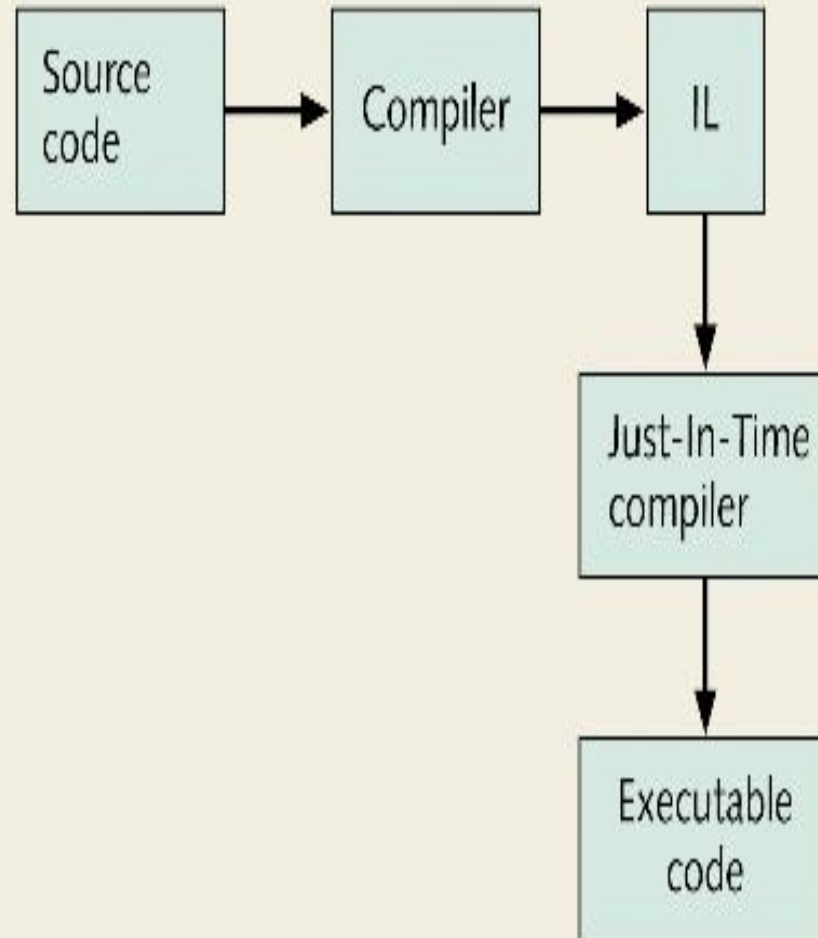 Source
code
Compiler
IL
Just-In-Time
compiler
Executable
code